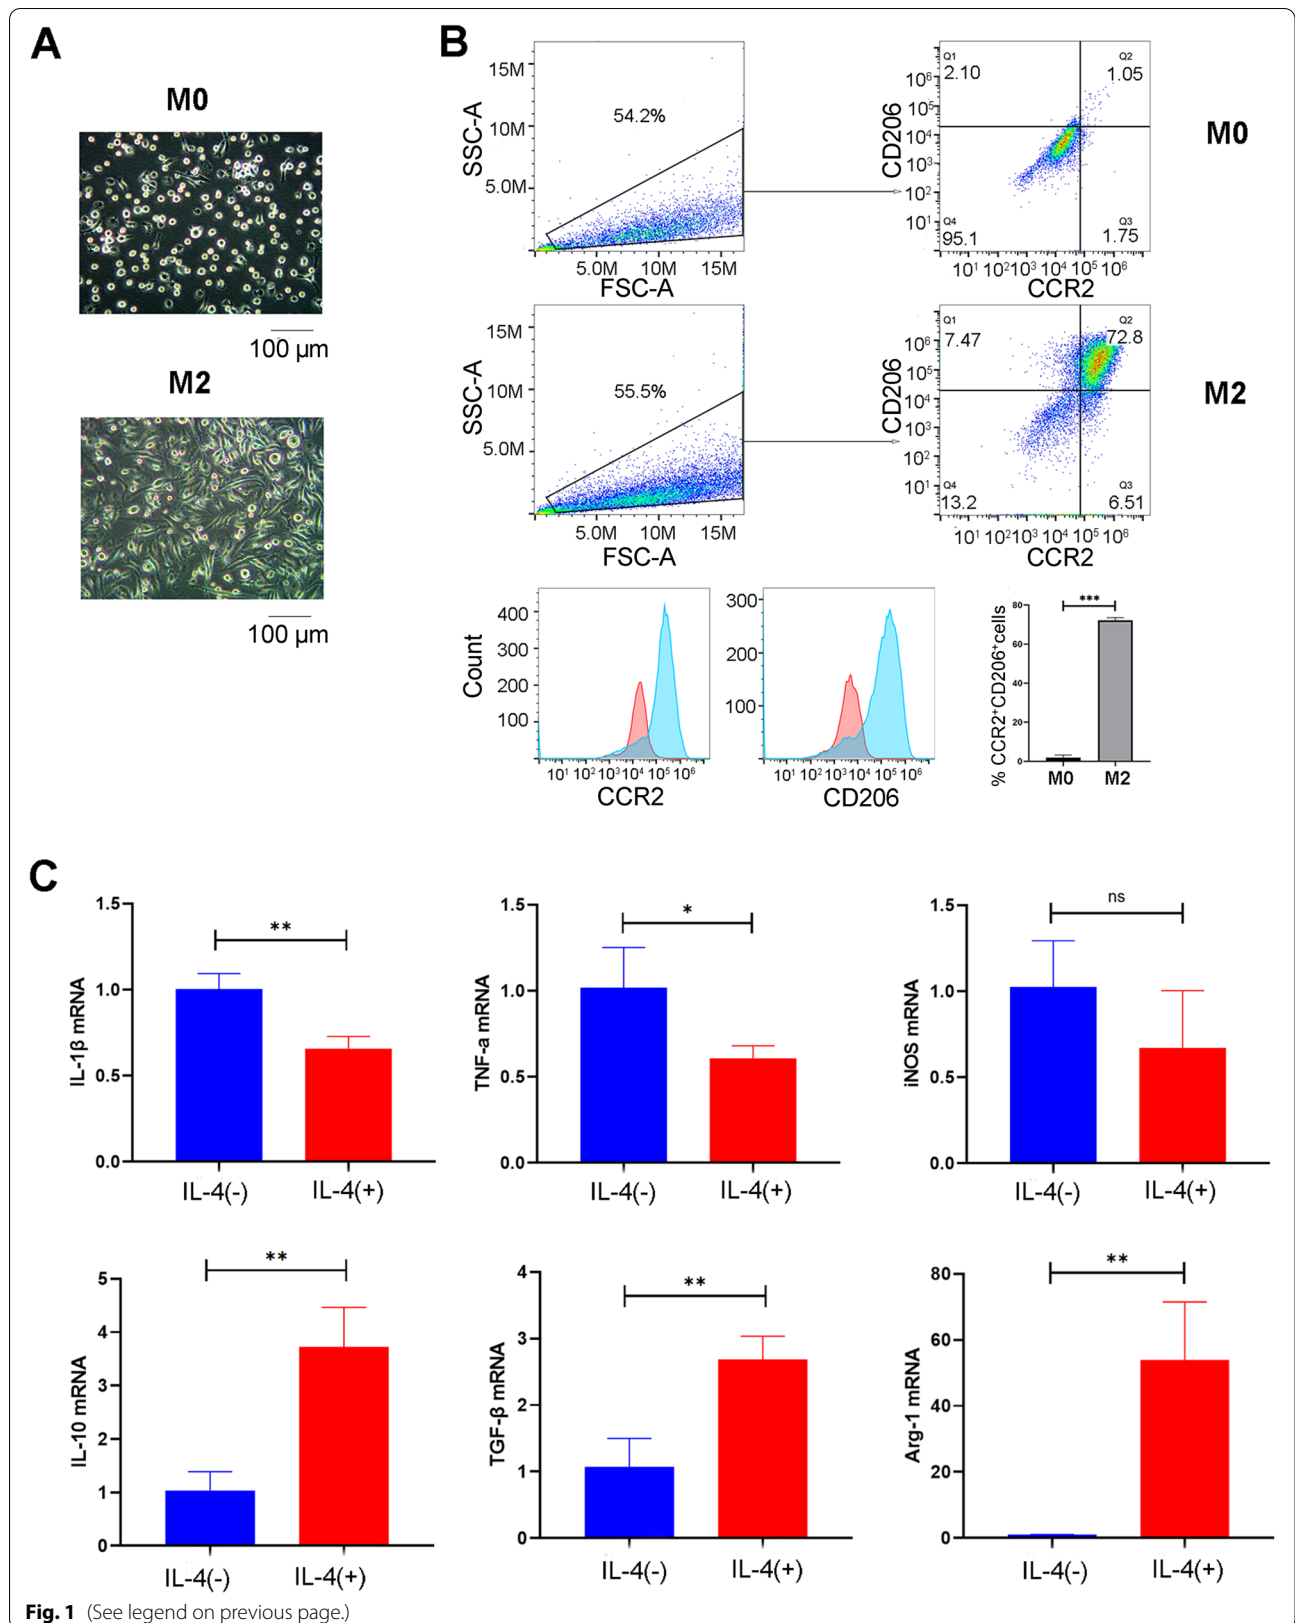 A
M0
100 µm
M2
100 µm
B
SSC-A
15M
10M
5.0M
54.2%
5.0M 10M 15M
FSC-A
CD206
Q1
2.10
Q2
1.05
Q4
95.1
Q3
1.75
10⁶
10⁵
10⁴
10³
10²
10¹
10¹ 10² 10³ 10⁴ 10⁵ 10⁶
CCR2
M0
SSC-A
15M
10M
5.0M
55.5%
5.0M 10M 15M
FSC-A
CD206
Q1
7.47
Q2
72.8
Q4
13.2
Q3
6.51
10⁶
10⁵
10⁴
10³
10²
10¹
10¹ 10² 10³ 10⁴ 10⁵ 10⁶
CCR2
M2
Count
400
300
200
100
10¹ 10² 10³ 10⁴ 10⁵ 10⁶
CCR2
300
200
100
10¹ 10² 10³ 10⁴ 10⁵ 10⁶
CD206
% CCR2⁺CD206⁺cells
80
60
40
20
0
***
M0 M2
C
IL-1β mRNA
1.5
1.0
0.5
0.0
**
IL-4(-) IL-4(+)
TNF-a mRNA
1.5
1.0
0.5
0.0
*
IL-4(-) IL-4(+)
iNOS mRNA
1.5
1.0
0.5
0.0
ns
IL-4(-) IL-4(+)
IL-10 mRNA
5
4
3
2
1
0
**
IL-4(-) IL-4(+)
TGF-β mRNA
4
3
2
1
0
**
IL-4(-) IL-4(+)
Arg-1 mRNA
80
60
40
20
0
**
IL-4(-) IL-4(+)
Fig. 1 (See legend on previous page.)